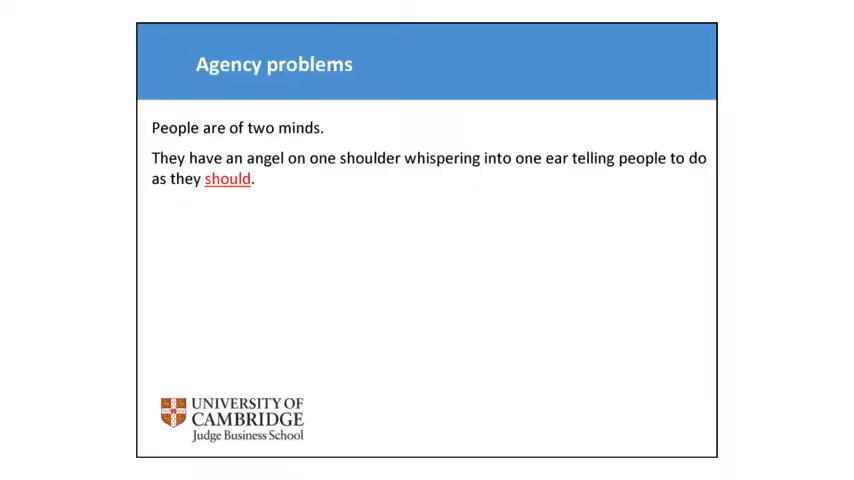 Agency problems
People are of two minds.
They have an angel on one shoulder whispering into one ear telling people to do
as they should.
UNIVERSITY OF
CAMBRIDGE
Judge Business School